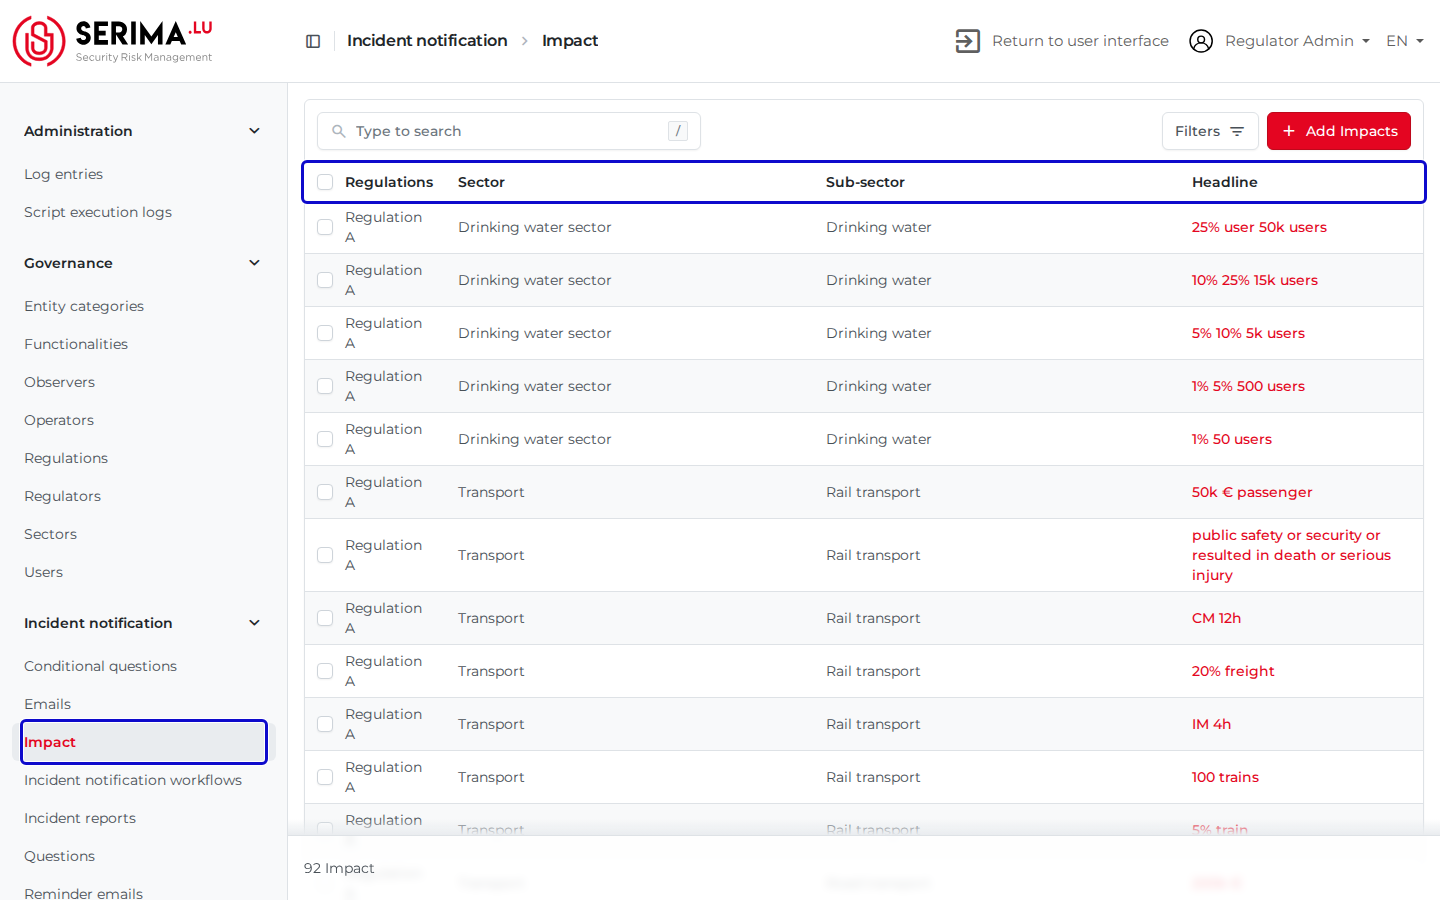 SERIMA.LU
Security Risk Management
Incident notification > Impact
Return to user interface
Regulator Admin
EN
Administration
Log entries
Script execution logs
Governance
Entity categories
Functionalities
Observers
Operators
Regulations
Regulators
Sectors
Users
Incident notification
Conditional questions
Emails
Impact
Incident notification workflows
Incident reports
Questions
Reminder emails
Type to search /
Filters
+ Add Impacts
Regulations Sector Sub-sector Headline
Regulation A Drinking water sector Drinking water 25% user 50k users
Regulation A Drinking water sector Drinking water 10% 25% 15k users
Regulation A Drinking water sector Drinking water 5% 10% 5k users
Regulation A Drinking water sector Drinking water 1% 5% 500 users
Regulation A Drinking water sector Drinking water 1% 50 users
Regulation A Transport Rail transport 50k € passenger
Regulation A Transport Rail transport public safety or security or
resulted in death or serious
injury
Regulation A Transport Rail transport CM 12h
Regulation A Transport Rail transport 20% freight
Regulation A Transport Rail transport IM 4h
Regulation A Transport Rail transport 100 trains
Regulation Transport Rail transport 5% train
92 Impact